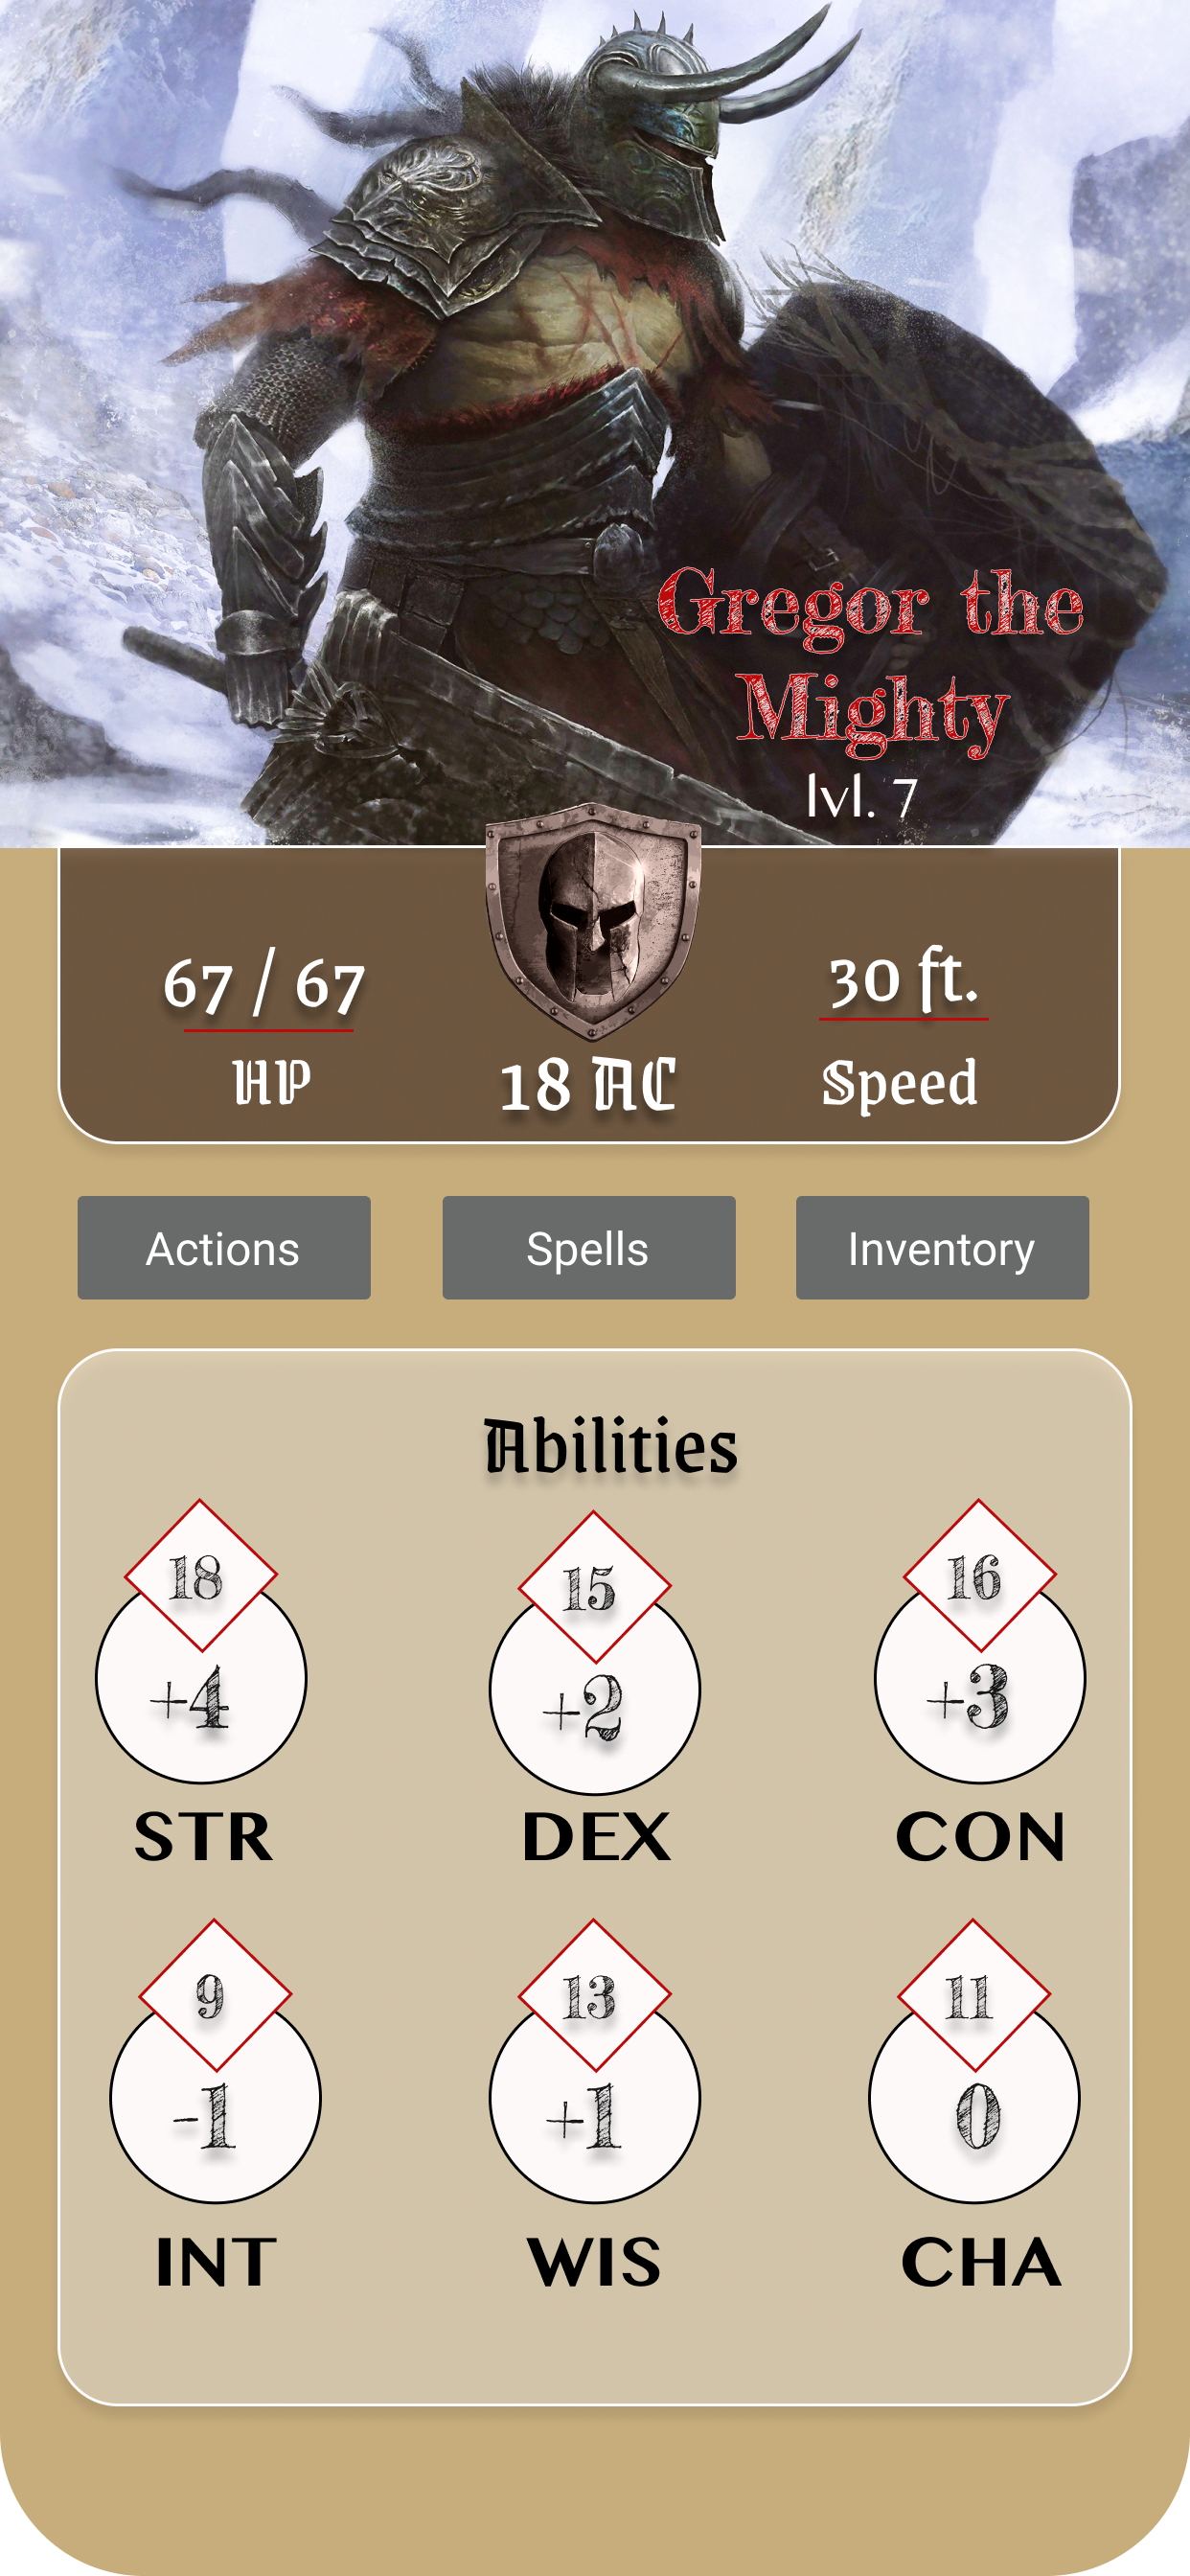 Gregor the
Mighty
lvl. 7
67 / 67
30 ft.
HP
18 AC
Speed
Actions
Spells
Inventory
Abilities
18
15
16
+4
+2
+3
STR
DEX
CON
9
13
11
-1
+1
0
INT
WIS
CHA